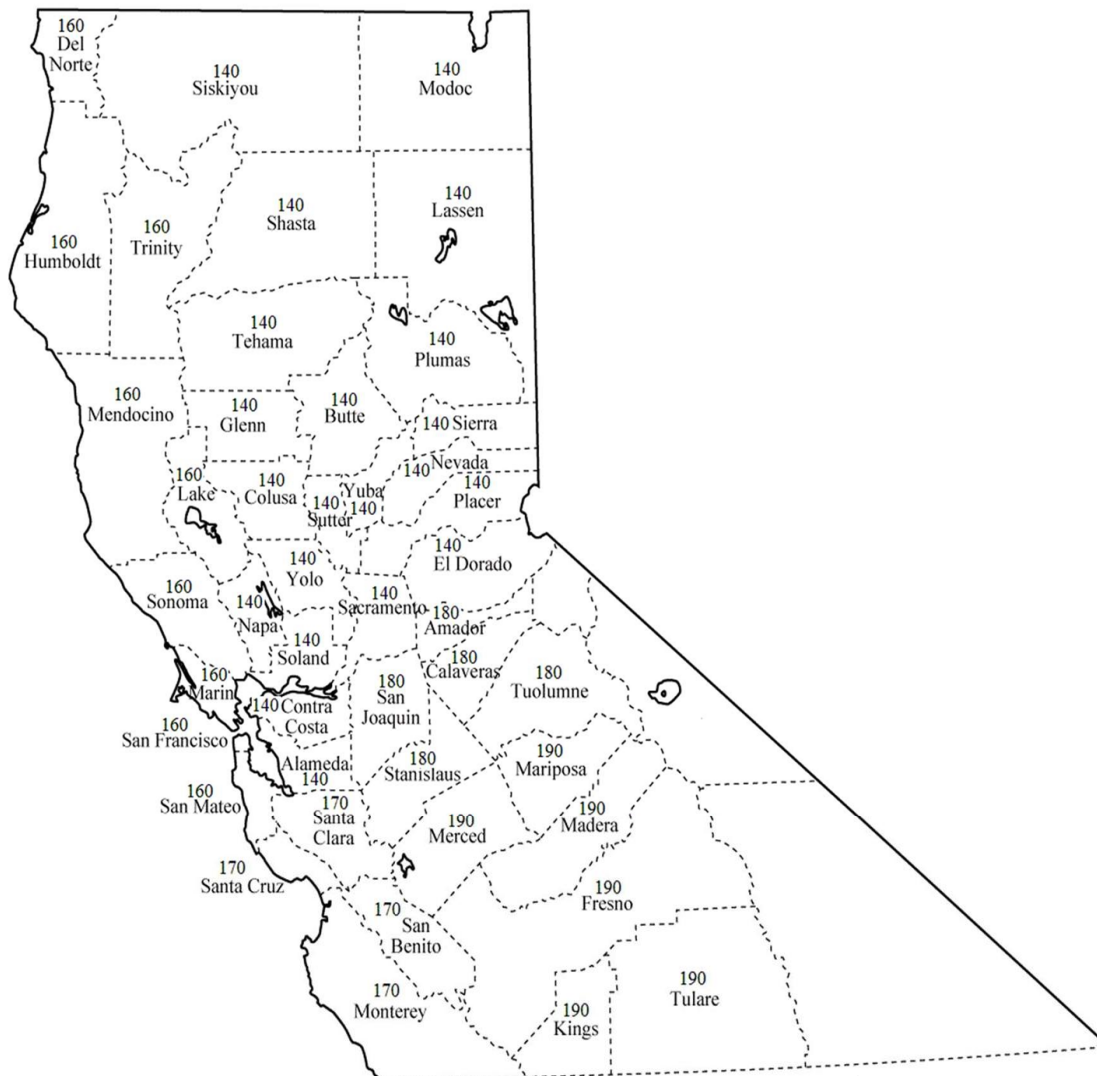 160
Del
Norte
140
Siskiyou
140
Modoc
160
Humboldt
160
Trinity
140
Shasta
140
Lassen
140
Tehama
140
Plumas
160
Mendocino
140
Glenn
140
Butte
140 Sierra
160
Lake
140
Colusa
140
Sutter
Yuba
140
Nevada
140
140
Placer
140
El Dorado
160
Sonoma
140
Napa
140
Yolo
140
Sacramento
180
Amador
140
Soland
180
Calaveras
180
Tuolumne
160
Marin
140 Contra
Costa
180
San
Joaquin
160
San Francisco
Alameda
140
180
Stanislaus
190
Mariposa
160
San Mateo
170
Santa
Clara
190
Merced
190
Madera
170
Santa Cruz
190
Fresno
170
San
Benito
170
Monterey
190
Kings
190
Tulare